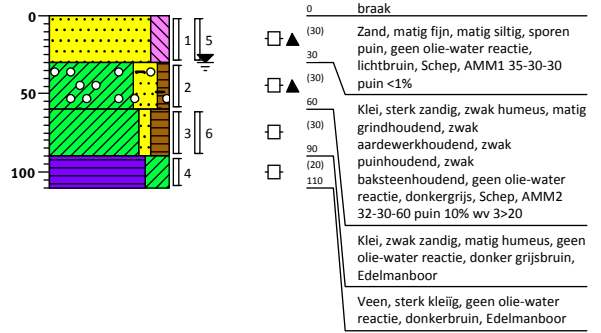 0
50
100
1
5
2
3
6
4
0
(30)
30
(30)
60
(30)
90
(20)
110
braak
Zand, matig fijn, matig siltig, sporen
puin, geen olie-water reactie,
lichtbruin, Schep, AMM1 35-30-30
puin <1%
Klei, sterk zandig, zwak humeus, matig
grindhoudend, zwak
aardewerkhoudend, zwak
puinhoudend, zwak
baksteenhoudend, geen olie-water
reactie, donkergrijs, Schep, AMM2
32-30-60 puin 10% wv 3>20
Klei, zwak zandig, matig humeus, geen
olie-water reactie, donker grijsbruin,
Edelmanboor
Veen, sterk kleiïg, geen olie-water
reactie, donkerbruin, Edelmanboor